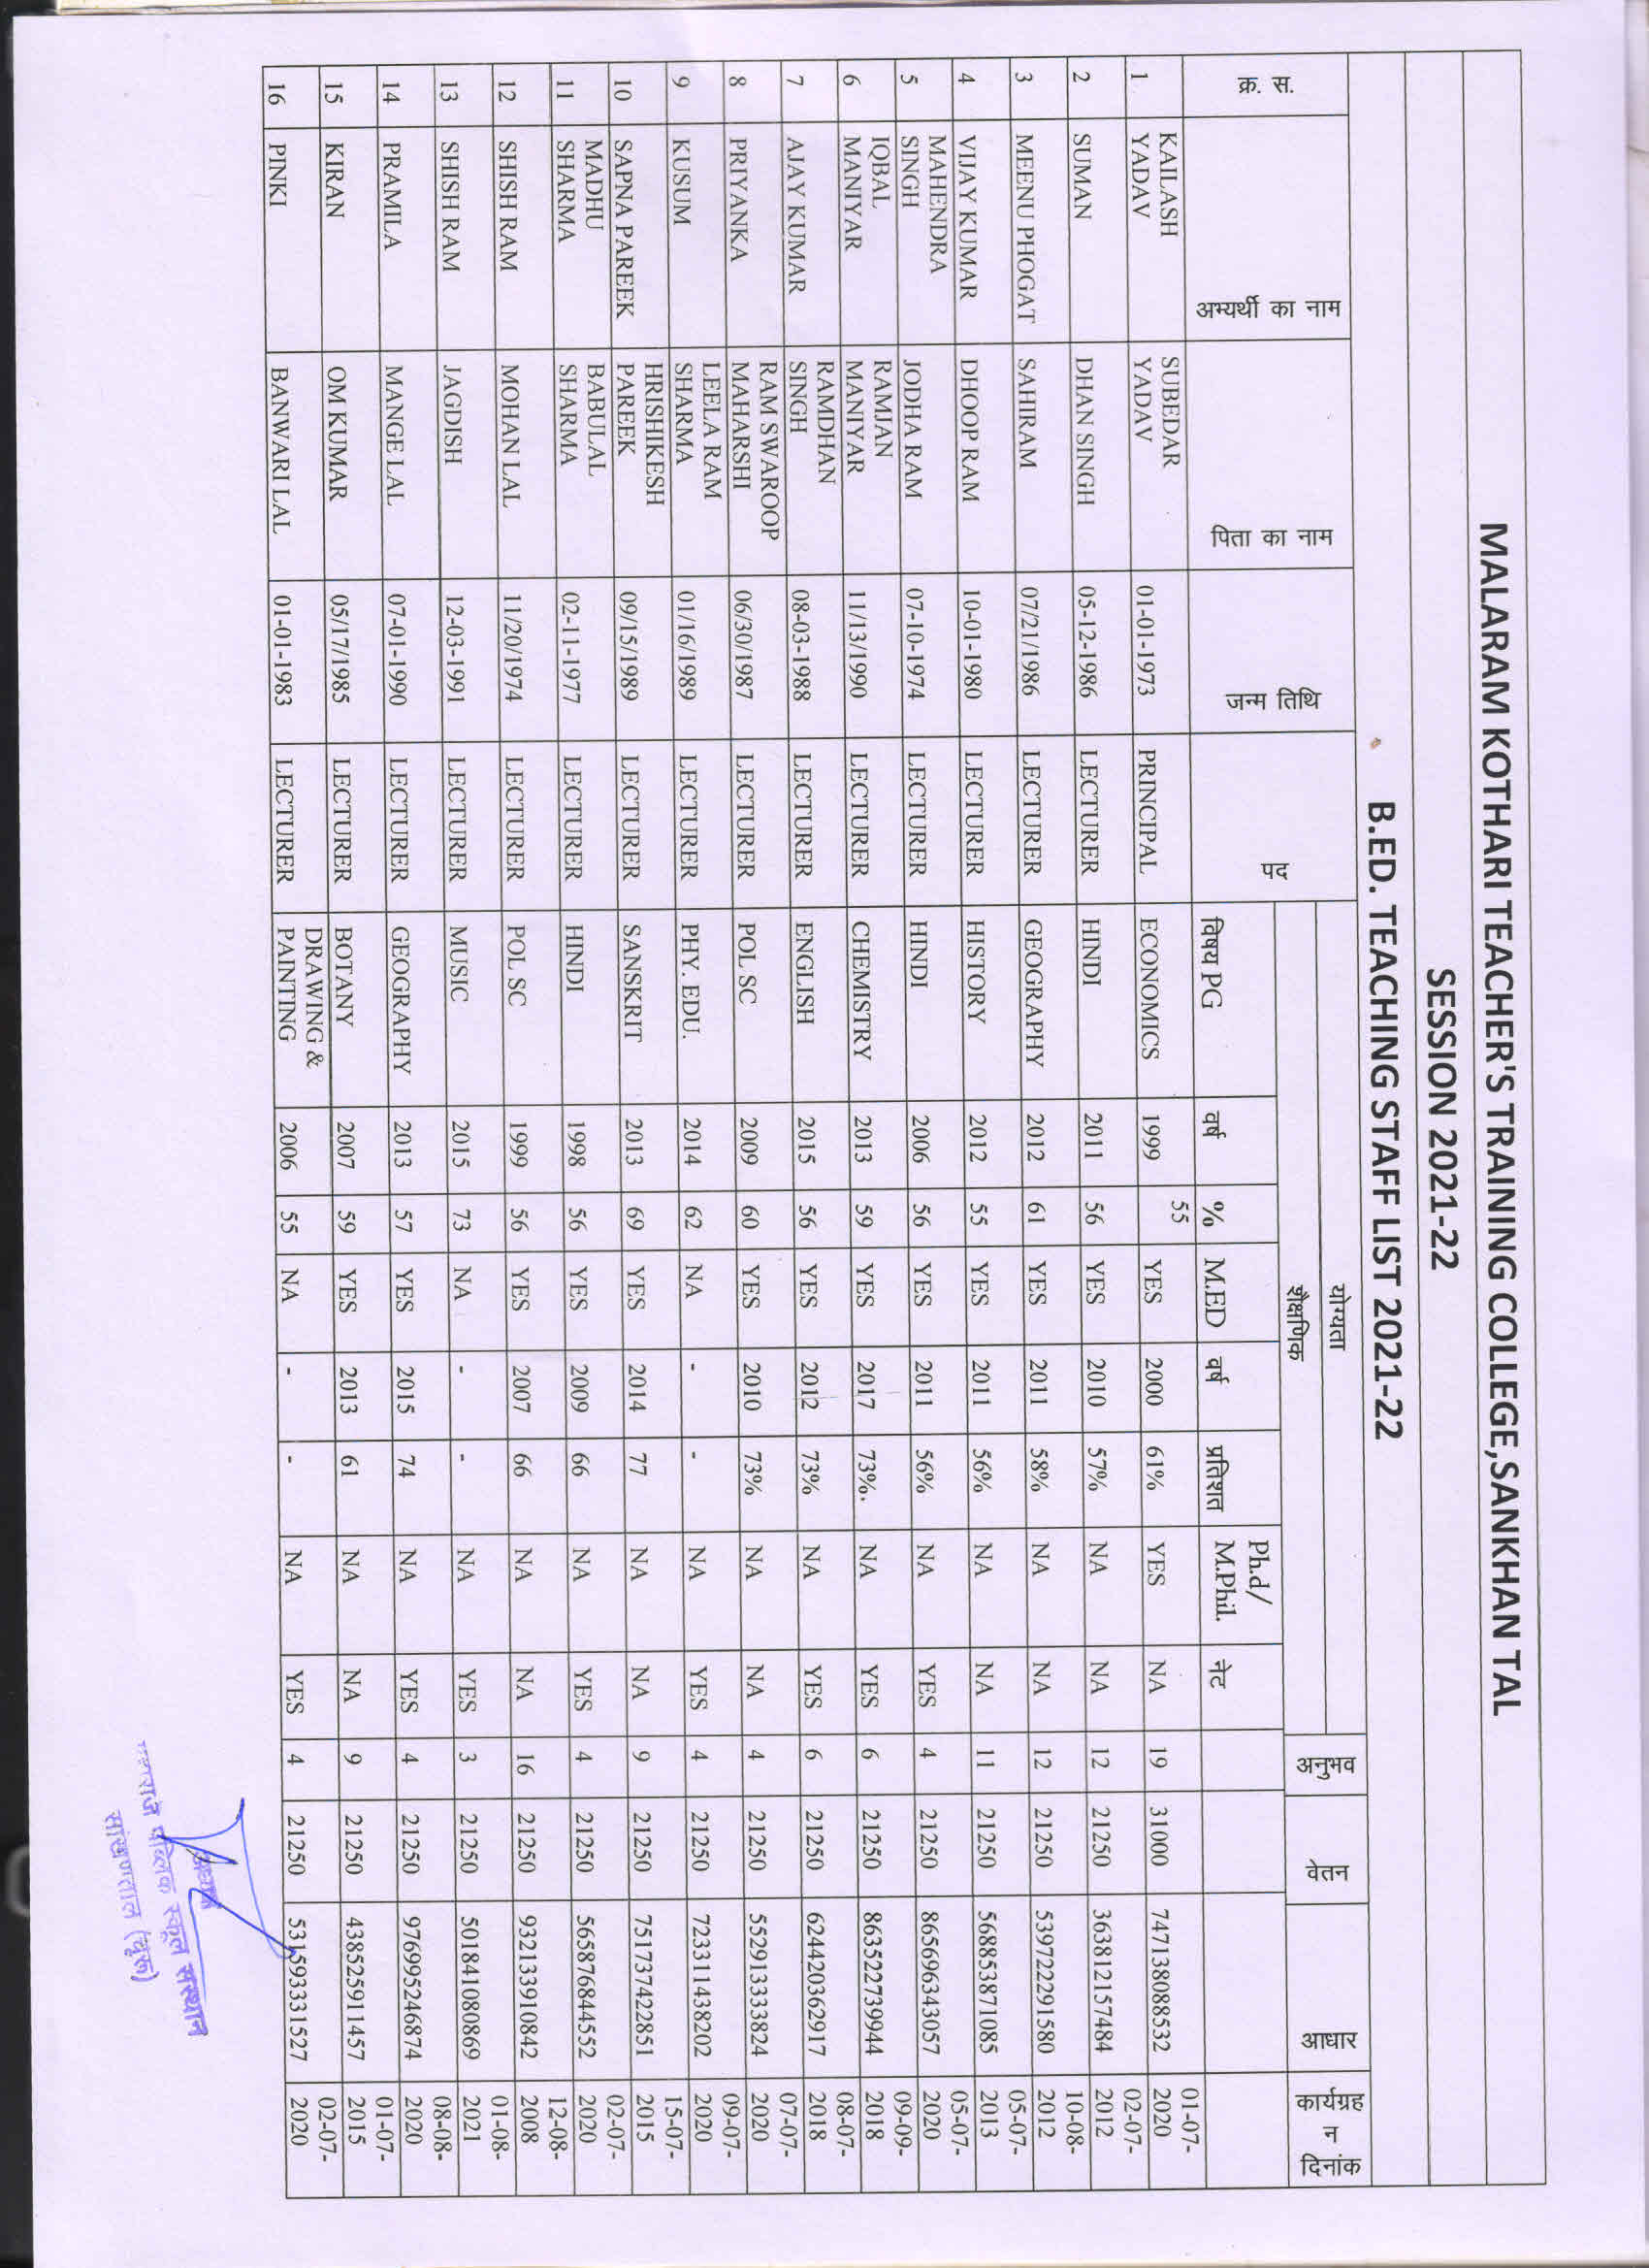 MALARAM KOTHARI TEACHER'S TRAINING COLLEGE,SANKHAN TAL
SESSION 2021-22
B.ED. TEACHING STAFF LIST 2021-22
क्र. स. अभ्यर्थी का नाम पिता का नाम जन्म तिथि पद योग्यता अनुभव वेतन आधार कार्यग्रहन दिनांक
शैक्षणिक
विषय PG वर्ष % M.ED वर्ष प्रतिशत Ph.d/ M.Phil. नेट
1 KAILASH YADAV SUBEDAR YADAV 01-01-1973 PRINCIPAL ECONOMICS 1999 55 YES 2000 61% YES NA 19 31000 747138088532 01-07-2020
2 SUMAN DHAN SINGH 05-12-1986 LECTURER HINDI 2011 56 YES 2010 57% NA NA 12 21250 363812157484 02-07-2012
3 MEENU PHOGAT SAHIRAM 07/21/1986 LECTURER GEOGRAPHY 2012 61 YES 2011 58% NA NA 12 21250 539722291580 10-08-2012
4 VIJAY KUMAR DHOOP RAM 10-01-1980 LECTURER HISTORY 2012 55 YES 2011 56% NA NA 11 21250 568853871085 05-07-2013
5 MAHENDRA SINGH JODHA RAM 07-10-1974 LECTURER HINDI 2006 56 YES 2011 56% NA YES 4 21250 865696343057 05-07-2020
6 IQBAL MANIYAR RAMJAN MANIYAR 11/13/1990 LECTURER CHEMISTRY 2013 59 YES 2017 73%. NA YES 6 21250 863522739944 09-09-2018
7 AJAY KUMAR RAMDHAN SINGH 08-03-1988 LECTURER ENGLISH 2015 56 YES 2012 73% NA YES 6 21250 624420362917 08-07-2018
8 PRIYANKA RAM SWAROOP MAHARSHI 06/30/1987 LECTURER POL SC 2009 60 YES 2010 73% NA NA 4 21250 552913333824 07-07-2020
9 KUSUM LEELA RAM SHARMA 01/16/1989 LECTURER PHY. EDU. 2014 62 NA - - NA YES 4 21250 723311438202 09-07-2020
10 SAPNA PAREEK HRISHIKESH PAREEK 09/15/1989 LECTURER SANSKRIT 2013 69 YES 2014 77 NA NA 9 21250 751737422851 15-07-2015
11 MADHU SHARMA BABULAL SHARMA 02-11-1977 LECTURER HINDI 1998 56 YES 2009 66 NA YES 4 21250 565876844552 02-07-2020
12 SHISH RAM MOHAN LAL 11/20/1974 LECTURER POL SC 1999 56 YES 2007 66 NA NA 16 21250 932133910842 12-08-2008
13 SHISH RAM JAGDISH 12-03-1991 LECTURER MUSIC 2015 73 NA - - NA YES 3 21250 501841080869 01-08-2021
14 PRAMILA MANGE LAL 07-01-1990 LECTURER GEOGRAPHY 2013 57 YES 2015 74 NA YES 4 21250 976995246874 08-08-2020
15 KIRAN OM KUMAR 05/17/1985 LECTURER BOTANY 2007 59 YES 2013 61 NA NA 9 21250 438525911457 01-07-2015
16 PINKI BANWARI LAL 01-01-1983 LECTURER DRAWING & PAINTING 2006 55 NA - - NA YES 4 21250 531593331527 02-07-2020
अध्यक्ष
पब्लिक स्कूल संस्थान
सांखणताल (चूरू)